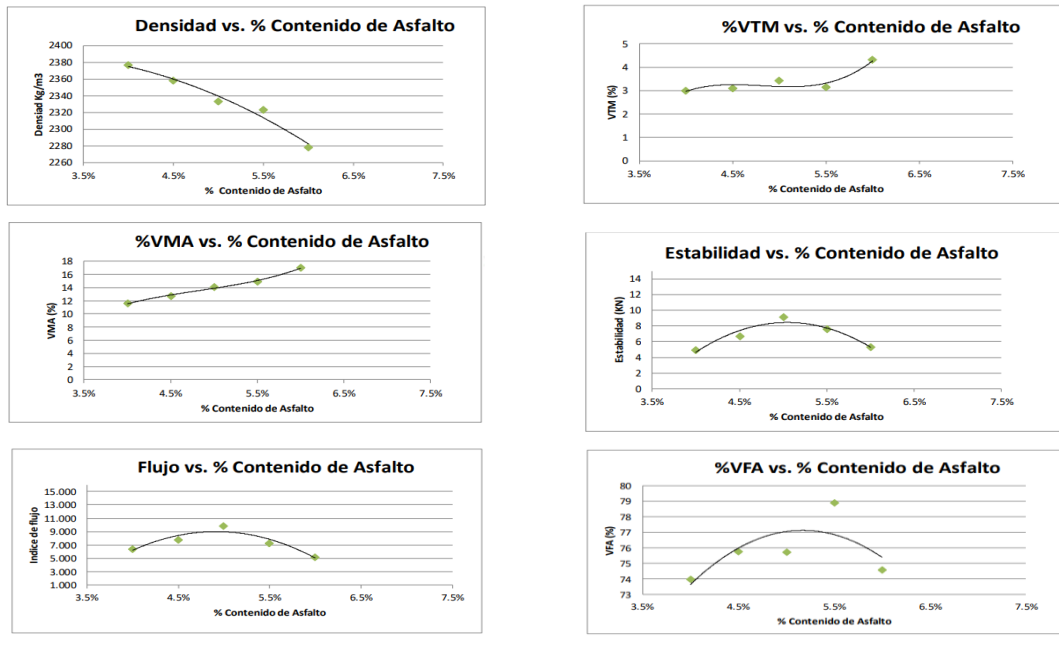 Densidad vs. % Contenido de Asfalto
2400
2380
2360
2340
2320
2300
2280
2260
Densiad Kg/m3
3.5% 4.5% 5.5% 6.5% 7.5%
% Contenido de Asfalto
%VTM vs. % Contenido de Asfalto
5
4
3
2
1
0
VTM (%)
3.5% 4.5% 5.5% 6.5% 7.5%
% Contenido de Asfalto
%VMA vs. % Contenido de Asfalto
18
16
14
12
10
8
6
4
2
0
VMA (%)
3.5% 4.5% 5.5% 6.5% 7.5%
% Contenido de Asfalto
Estabilidad vs. % Contenido de Asfalto
14
12
10
8
6
4
2
0
Estabilidad (KN)
3.5% 4.5% 5.5% 6.5% 7.5%
% Contenido de Asfalto
Flujo vs. % Contenido de Asfalto
15.000
13.000
11.000
9.000
7.000
5.000
3.000
1.000
Indice de flujo
3.5% 4.5% 5.5% 6.5% 7.5%
% Contenido de Asfalto
%VFA vs. % Contenido de Asfalto
80
79
78
77
76
75
74
73
VFA (%)
3.5% 4.5% 5.5% 6.5% 7.5%
% Contenido de Asfalto